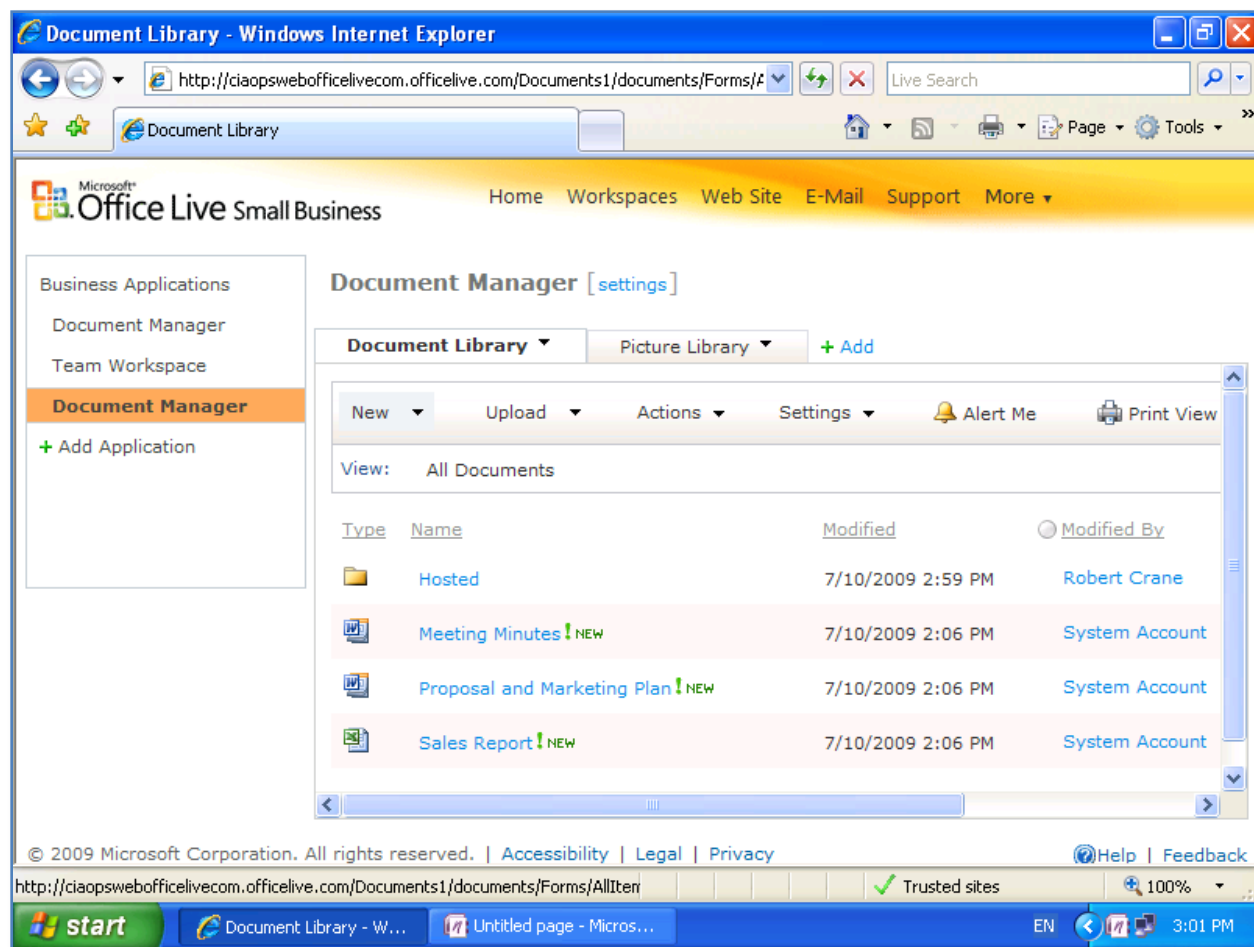 Document Library - Windows Internet Explorer
http://ciaopswebofficelivecom.officelive.com/Documents1/documents/Forms/A
Live Search
Document Library
Page Tools »
Microsoft®
Office Live Small Business
Home Workspaces Web Site E-Mail Support More
Business Applications
Document Manager
Team Workspace
Document Manager
+ Add Application
Document Manager [settings]
Document Library Picture Library + Add
New Upload Actions Settings Alert Me Print View
View: All Documents
Type Name Modified Modified By
Hosted 7/10/2009 2:59 PM Robert Crane
Meeting Minutes ! NEW 7/10/2009 2:06 PM System Account
Proposal and Marketing Plan ! NEW 7/10/2009 2:06 PM System Account
Sales Report ! NEW 7/10/2009 2:06 PM System Account
© 2009 Microsoft Corporation. All rights reserved. | Accessibility | Legal | Privacy Help | Feedback
http://ciaopswebofficelivecom.officelive.com/Documents1/documents/Forms/AllIten Trusted sites 100%
start Document Library - W... Untitled page - Micros... EN 3:01 PM